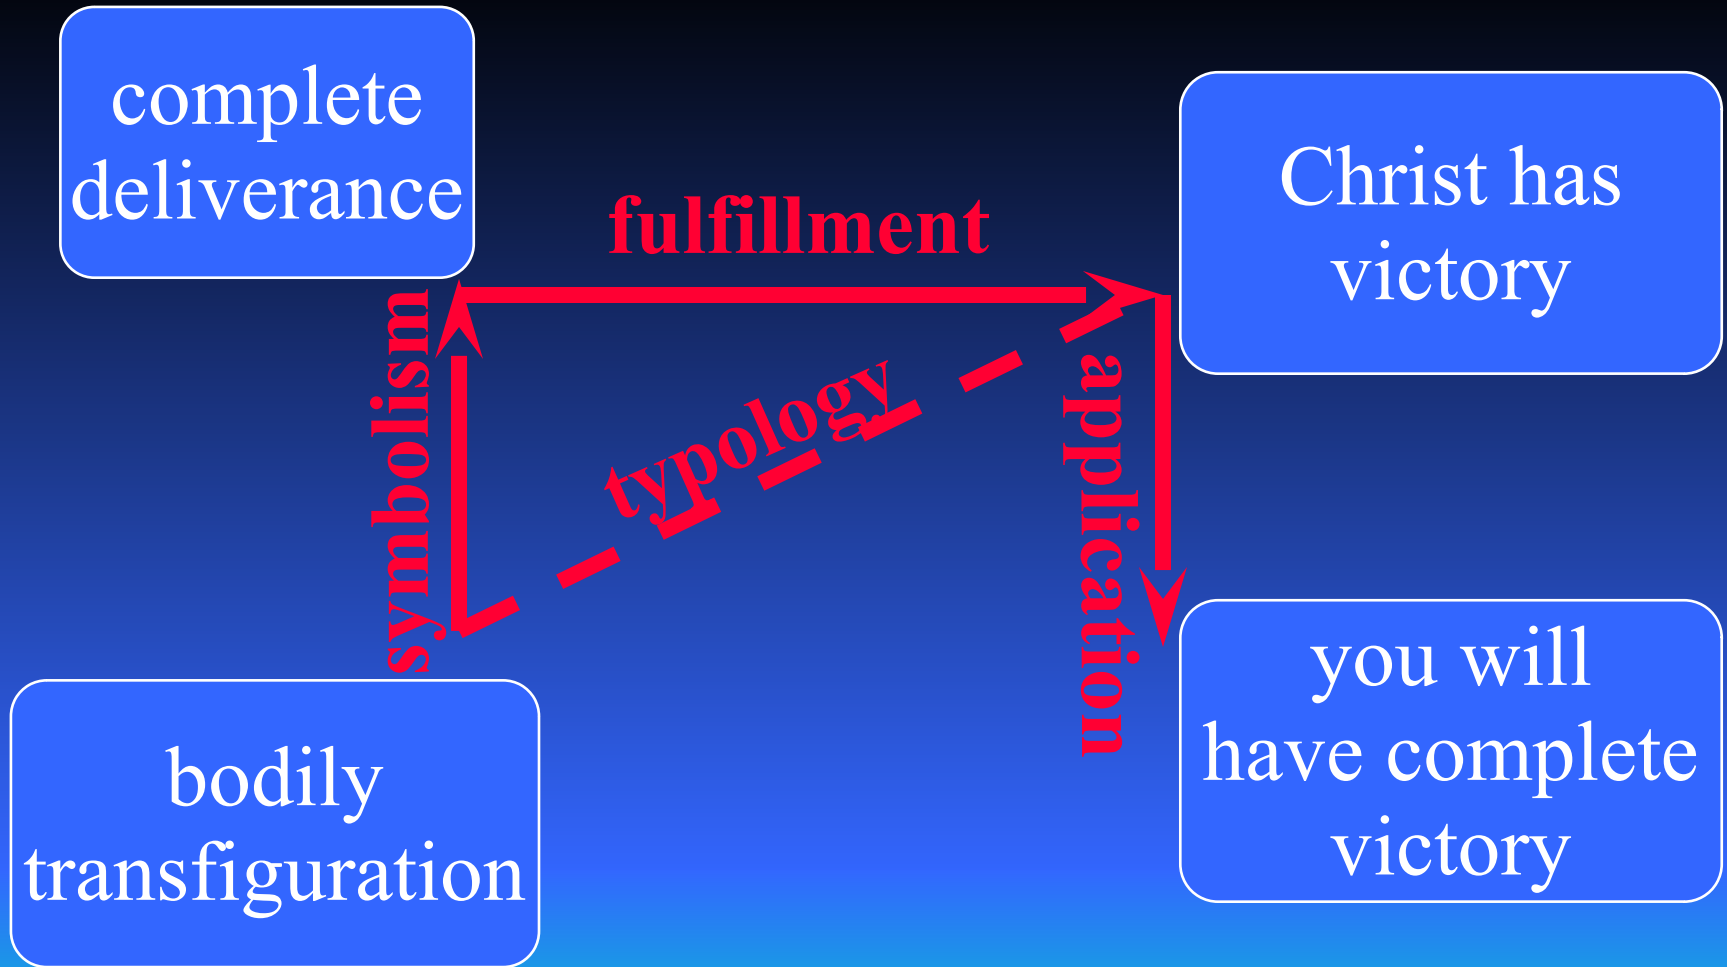 complete
deliverance
Christ has
victory
fulfillment
symbolism
typology
application
bodily
transfiguration
you will
have complete
victory